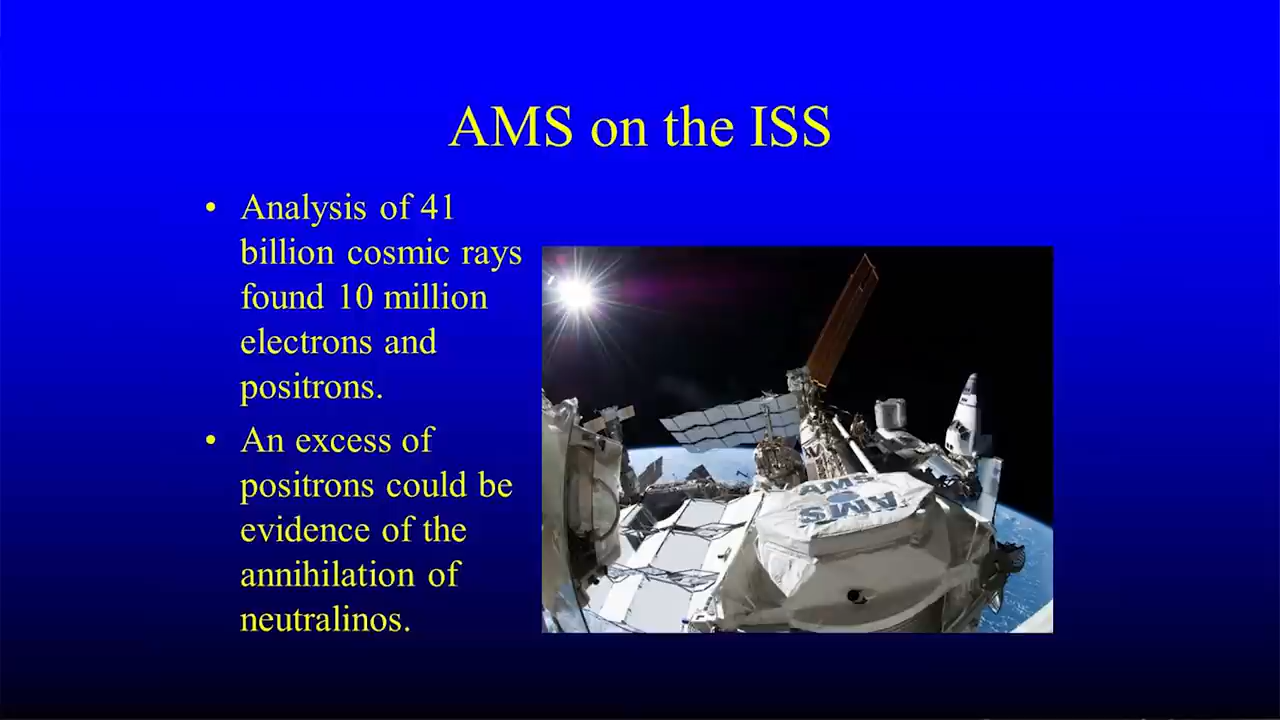 AMS on the ISS
• Analysis of 41
billion cosmic rays
found 10 million
electrons and
positrons.
• An excess of
positrons could be
evidence of the
annihilation of
neutralinos.
AMS
AMS